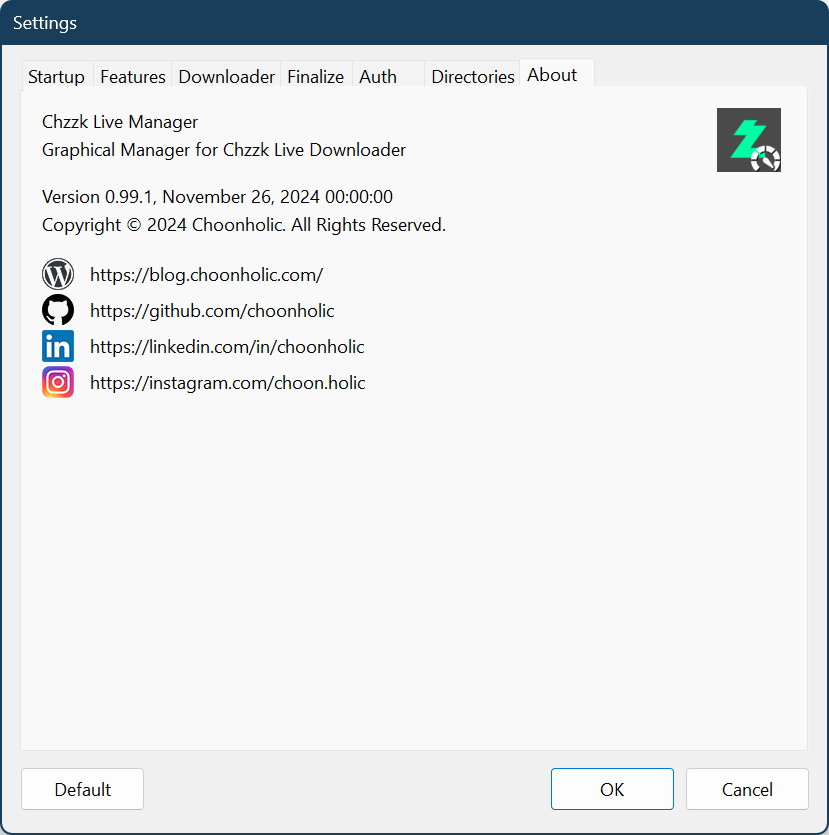 Settings
Startup Features Downloader Finalize Auth Directories About
Chzzk Live Manager
Graphical Manager for Chzzk Live Downloader
Version 0.99.1, November 26, 2024 00:00:00
Copyright © 2024 Choonholic. All Rights Reserved.
https://blog.choonholic.com/
https://github.com/choonholic
in https://linkedin.com/in/choonholic
https://instagram.com/choon.holic
Default OK Cancel